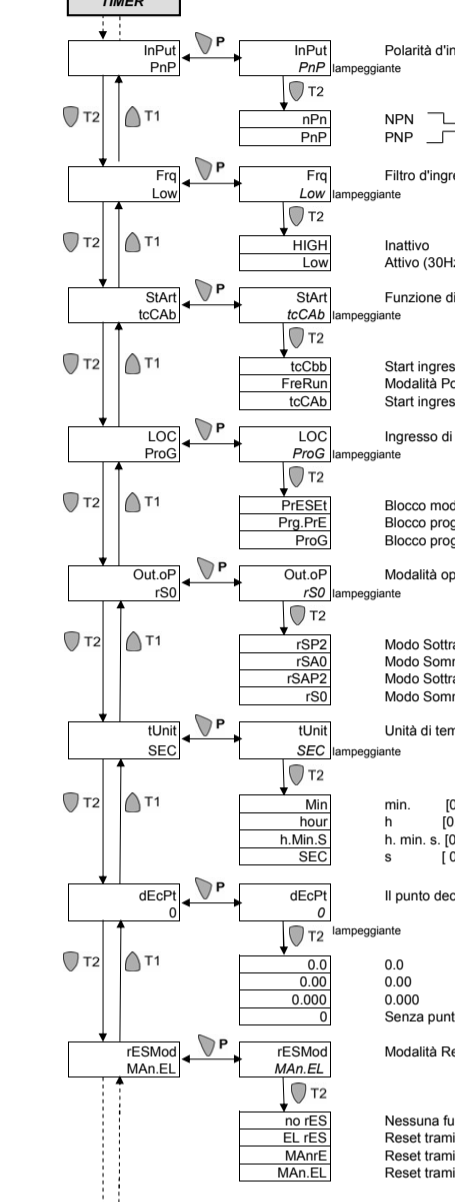 TIMER
InPut
PnP
P
InPut
PnP lampeggiante
Polarità d'in
T2 T1
T2
nPn NPN
PnP PNP
Frq
Low
P
Frq
Low lampeggiante
Filtro d'ingre
T2 T1
T2
HIGH Inattivo
Low Attivo (30Hz
StArt
tcCAb
P
StArt
tcCAb lampeggiante
Funzione di
T2 T1
T2
tcCbb Start ingres
FreRun Modalità Po
tcCAb Start ingres
LOC
ProG
P
LOC
ProG lampeggiante
Ingresso di
T2 T1
T2
PrESEt Blocco mod
Prg.PrE Blocco prog
ProG Blocco prog
Out.oP
rS0
P
Out.oP
rS0 lampeggiante
Modalità op
T2 T1
T2
rSP2 Modo Sottra
rSA0 Modo Somm
rSAP2 Modo Sottra
rS0 Modo Somm
tUnit
SEC
P
tUnit
SEC lampeggiante
Unità di tem
T2 T1
T2
Min min. [0
hour h [0
h.Min.S h. min. s. [0
SEC s [ 0
dEcPt
0
P
dEcPt
0
Il punto dec
T2 T1
T2 lampeggiante
0.0 0.0
0.00 0.00
0.000 0.000
0 Senza punt
rESMod
MAn.EL
P
rESMod
MAn.EL
Modalità Re
T2
no rES Nessuna fu
EL rES Reset trami
MAnrE Reset trami
MAn.EL Reset trami